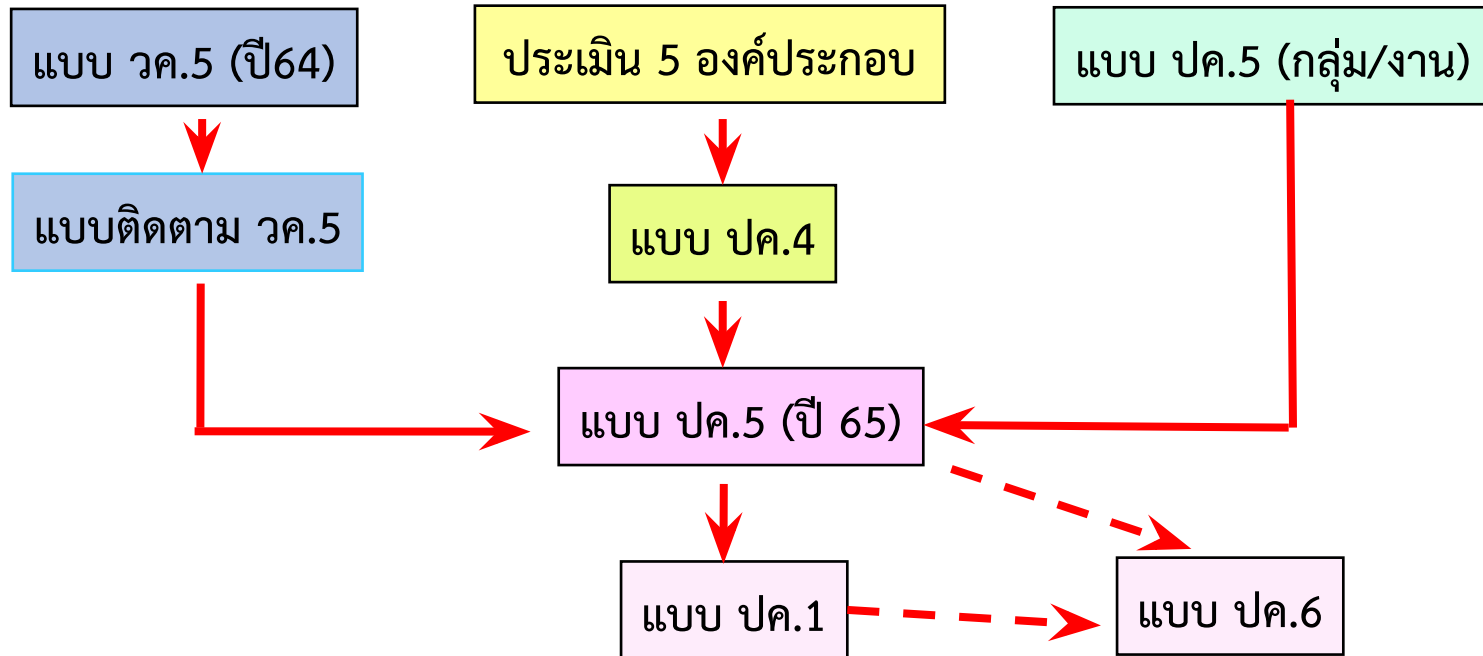 แบบ วค.5 (ปี64)
ประเมิน 5 องค์ประกอบ
แบบ ปค.5 (กลุ่ม/งาน)
แบบติดตาม วค.5
แบบ ปค.4
แบบ ปค.5 (ปี 65)
แบบ ปค.1
แบบ ปค.6